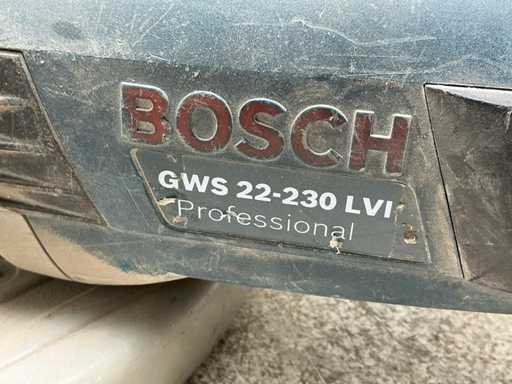 BOSCH
GWS 22-230 LVI
Professional